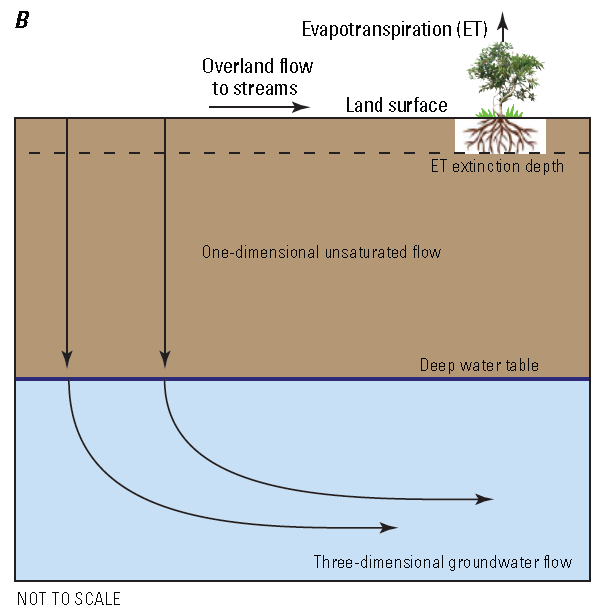 B
Evapotranspiration (ET)
Overland flow
to streams
Land surface
ET extinction depth
One-dimensional unsaturated flow
Deep water table
Three-dimensional groundwater flow
NOT TO SCALE